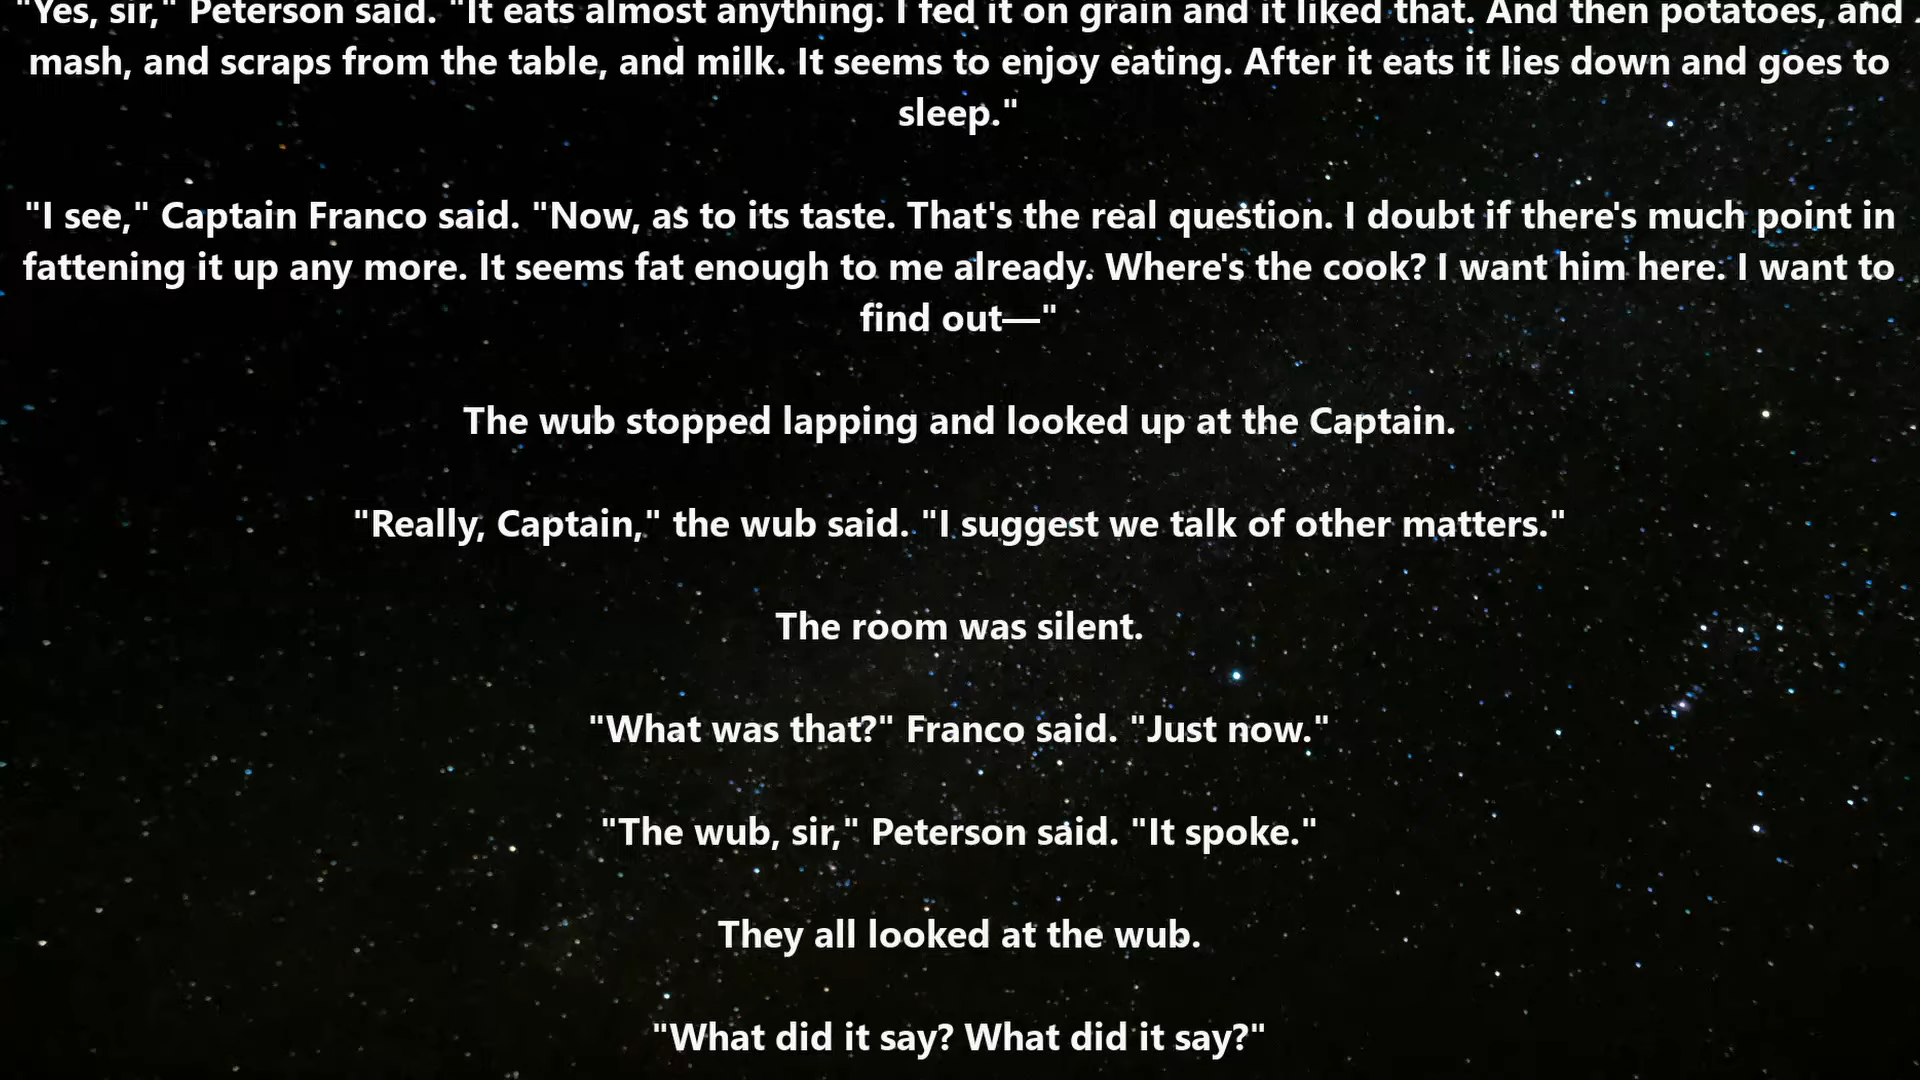 "Yes, sir," Peterson said. "It eats almost anything. I fed it on grain and it liked that. And then potatoes, and
mash, and scraps from the table, and milk. It seems to enjoy eating. After it eats it lies down and goes to
sleep."
"I see," Captain Franco said. "Now, as to its taste. That's the real question. I doubt if there's much point in
fattening it up any more. It seems fat enough to me already. Where's the cook? I want him here. I want to
find out—"
The wub stopped lapping and looked up at the Captain.
"Really, Captain," the wub said. "I suggest we talk of other matters."
The room was silent.
"What was that?" Franco said. "Just now."
"The wub, sir," Peterson said. "It spoke."
They all looked at the wub.
"What did it say? What did it say?"